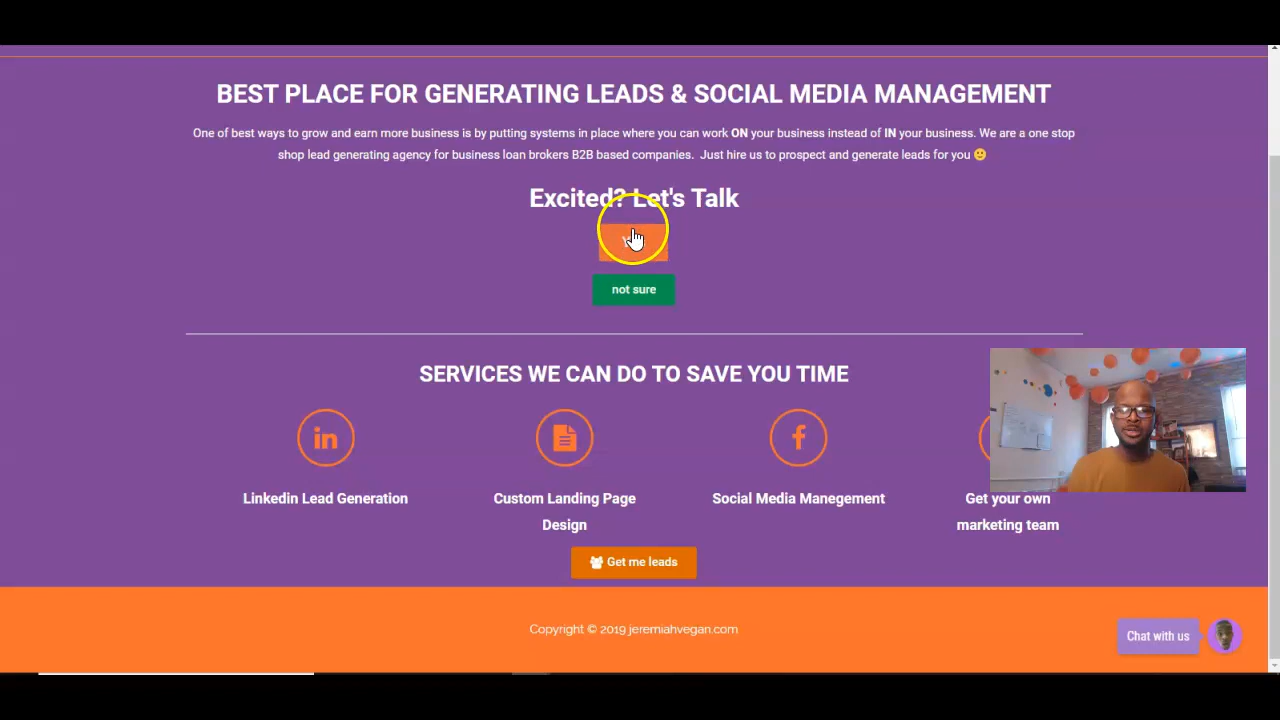 BEST PLACE FOR GENERATING LEADS & SOCIAL MEDIA MANAGEMENT
One of best ways to grow and earn more business is by putting systems in place where you can work ON your business instead of IN your business. We are a one stop
shop lead generating agency for business loan brokers B2B based companies. Just hire us to prospect and generate leads for you 🙂
Excited? Let's Talk
not sure
SERVICES WE CAN DO TO SAVE YOU TIME
Linkedin Lead Generation
Custom Landing Page
Design
Social Media Manegement
Get your own
marketing team
Get me leads
Copyright © 2019 jeremiahvegan.com
Chat with us